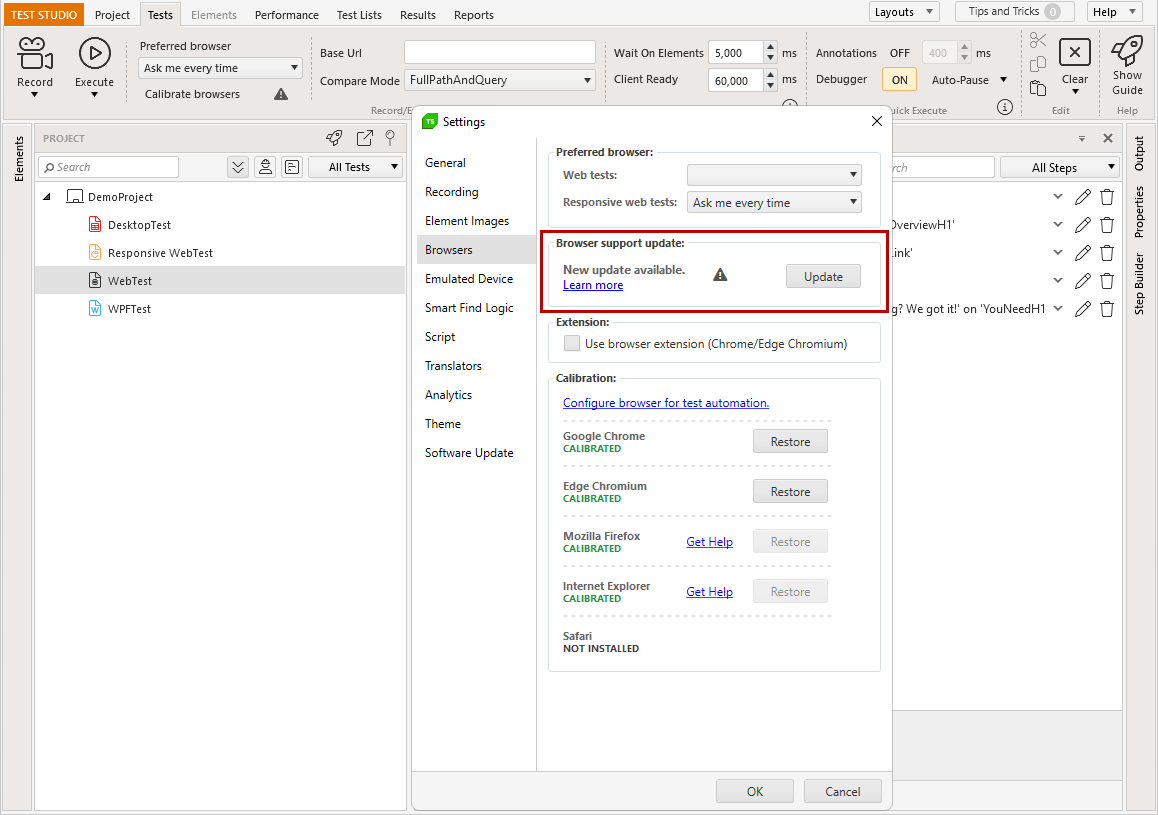 TEST STUDIO Project Tests Elements Performance Test Lists Results Reports Layouts Tips and Tricks 0 Help
Record
Execute
Preferred browser
Ask me every time
Calibrate browsers
Base Url
Compare Mode FullPathAndQuery
Wait On Elements 5,000 ms
Client Ready 60,000 ms
Annotations OFF 400 ms
Debugger ON Auto-Pause
Clear
Show
Guide
Record/E
uick Execute
Edit
Help
Elements
PROJECT
Search
All Tests
DemoProject
DesktopTest
Responsive WebTest
WebTest
WPFTest
TS Settings
General
Recording
Element Images
Browsers
Emulated Device
Smart Find Logic
Script
Translators
Analytics
Theme
Software Update
Preferred browser:
Web tests:
Responsive web tests: Ask me every time
Browser support update:
New update available.
Learn more
Update
Extension:
Use browser extension (Chrome/Edge Chromium)
Calibration:
Configure browser for test automation.
Google Chrome
CALIBRATED
Restore
Edge Chromium
CALIBRATED
Restore
Mozilla Firefox
CALIBRATED
Get Help Restore
Internet Explorer
CALIBRATED
Get Help Restore
Safari
NOT INSTALLED
OK Cancel
rch
All Steps
OverviewH1'
ink'
g? We got it!' on 'YouNeedH1
Output
Properties
Step Builder